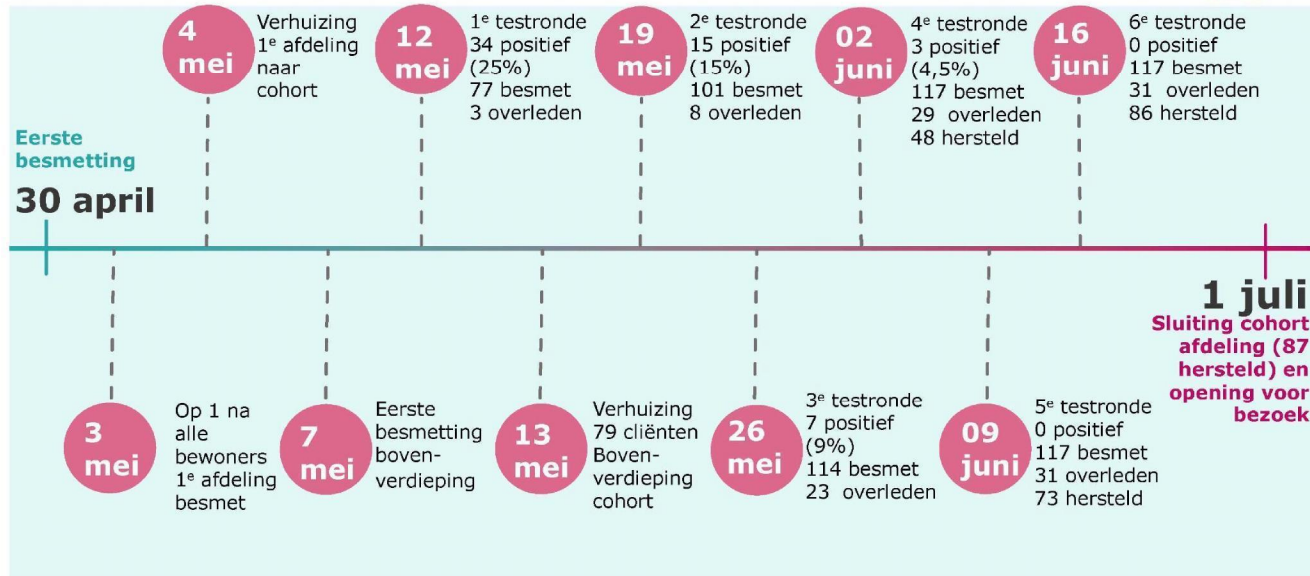 Eerste
besmetting
30 april
3
mei
Op 1 na
alle
bewoners
1e afdeling
besmet
4
mei
Verhuizing
1e afdeling
naar
cohort
7
mei
Eerste
besmetting
boven-
verdieping
12
mei
1e testronde
34 positief
(25%)
77 besmet
3 overleden
13
mei
Verhuizing
79 cliënten
Boven-
verdieping
cohort
19
mei
2e testronde
15 positief
(15%)
101 besmet
8 overleden
26
mei
3e testronde
7 positief
(9%)
114 besmet
23 overleden
02
juni
4e testronde
3 positief
(4,5%)
117 besmet
29 overleden
48 hersteld
09
juni
5e testronde
0 positief
117 besmet
31 overleden
73 hersteld
16
juni
6e testronde
0 positief
117 besmet
31 overleden
86 hersteld
1 juli
Sluiting cohort
afdeling (87
hersteld) en
opening voor
bezoek